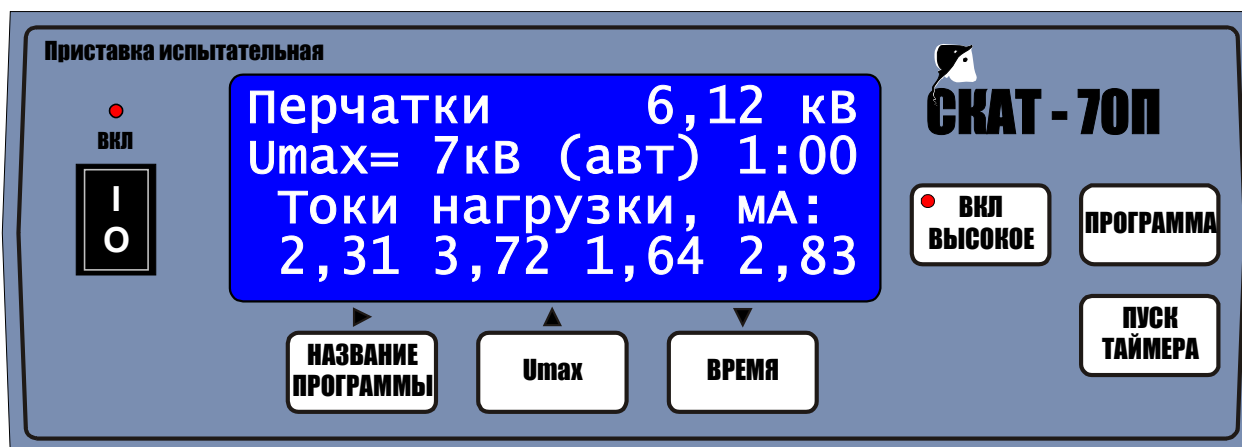 Приставка испытательная
ВКЛ
I
O
Перчатки 6,12 кВ
Umax= 7кВ (авт) 1:00
Токи нагрузки, мА:
2,31 3,72 1,64 2,83
СКАТ - 70П
ВКЛ
ВЫСОКОЕ
ПРОГРАММА
ПУСК
ТАЙМЕРА
НАЗВАНИЕ
ПРОГРАММЫ
Umax
ВРЕМЯ